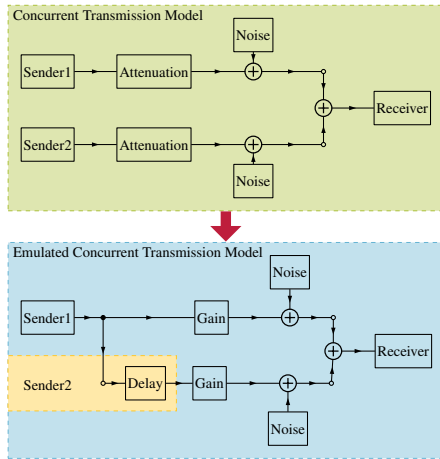 Concurrent Transmission Model
Noise
Sender1
Attenuation
Receiver
Sender2
Attenuation
Noise
Emulated Concurrent Transmission Model
Noise
Sender1
Gain
Receiver
Sender2
Delay
Gain
Noise